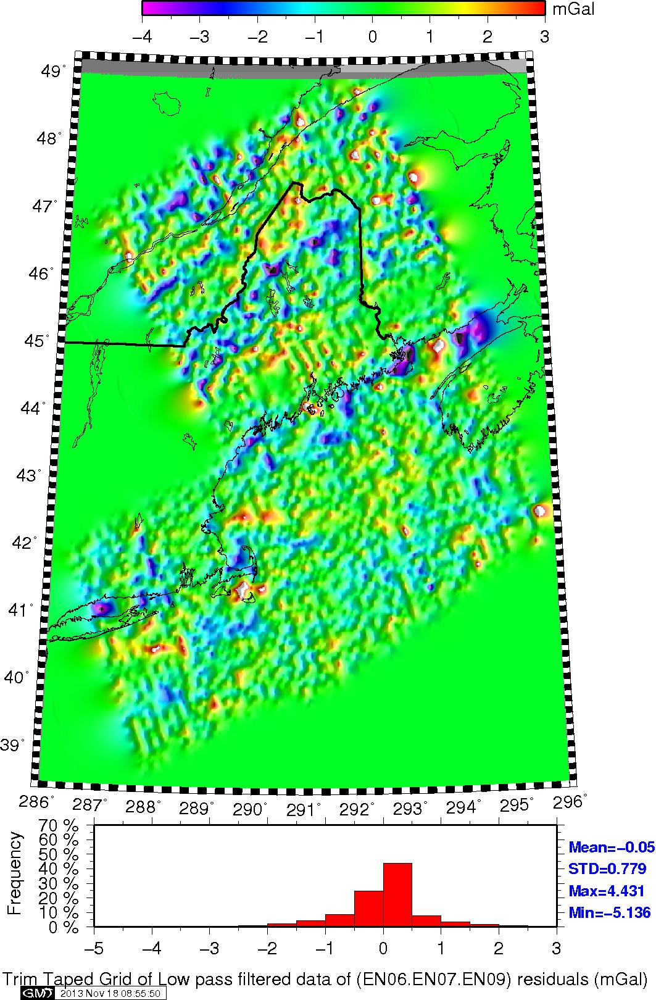 mGal
−4 −3 −2 −1 0 1 2 3
49°
48°
47°
46°
45°
44°
43°
42°
41°
40°
39°
286° 287° 288° 289° 290° 291° 292° 293° 294° 295° 296°
Frequency
70 %
60 %
50 %
40 %
30 %
20 %
10 %
0 %
−5 −4 −3 −2 −1 0 1 2 3
Mean=−0.05
STD=0.779
Max=4.431
Min=−5.136
Trim Taped Grid of Low pass filtered data of (EN06.EN07.EN09) residuals (mGal)
GMT 2013 Nov 18 08:55:50